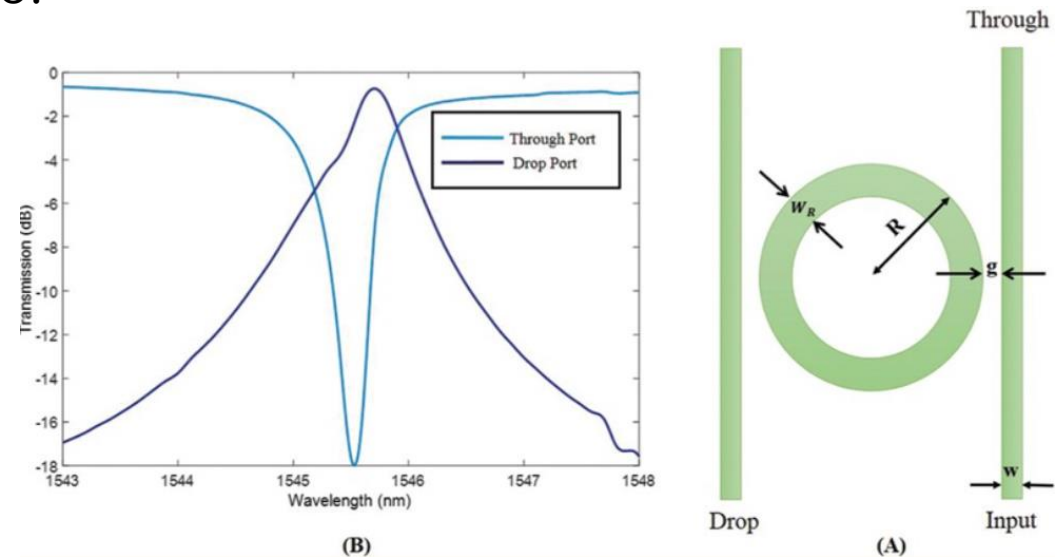 Through
0
-2
-4
-6
-8
-10
-12
-14
-16
-18
Transmission (dB)
Through Port
Drop Port
1543
1544
1545
1546
1547
1548
Wavelength (nm)
(B)
W_R
R
g
w
Drop
Input
(A)